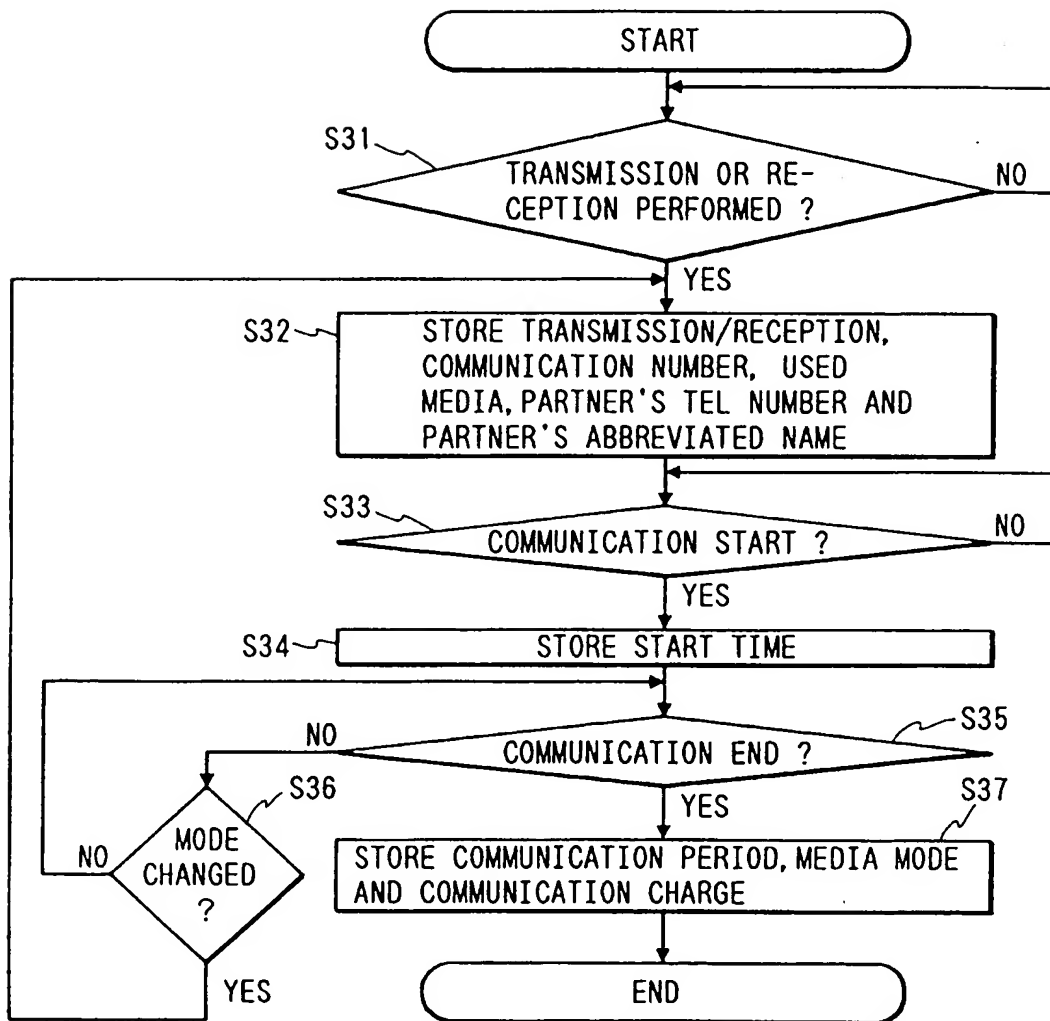 START
S31
TRANSMISSION OR RE-
CEPTION PERFORMED ?
NO
YES
S32
STORE TRANSMISSION/RECEPTION,
COMMUNICATION NUMBER, USED
MEDIA, PARTNER'S TEL NUMBER AND
PARTNER'S ABBREVIATED NAME
S33
COMMUNICATION START ?
NO
YES
S34
STORE START TIME
S35
COMMUNICATION END ?
NO
YES
S36
MODE
CHANGED
?
NO
YES
S37
STORE COMMUNICATION PERIOD, MEDIA MODE
AND COMMUNICATION CHARGE
END